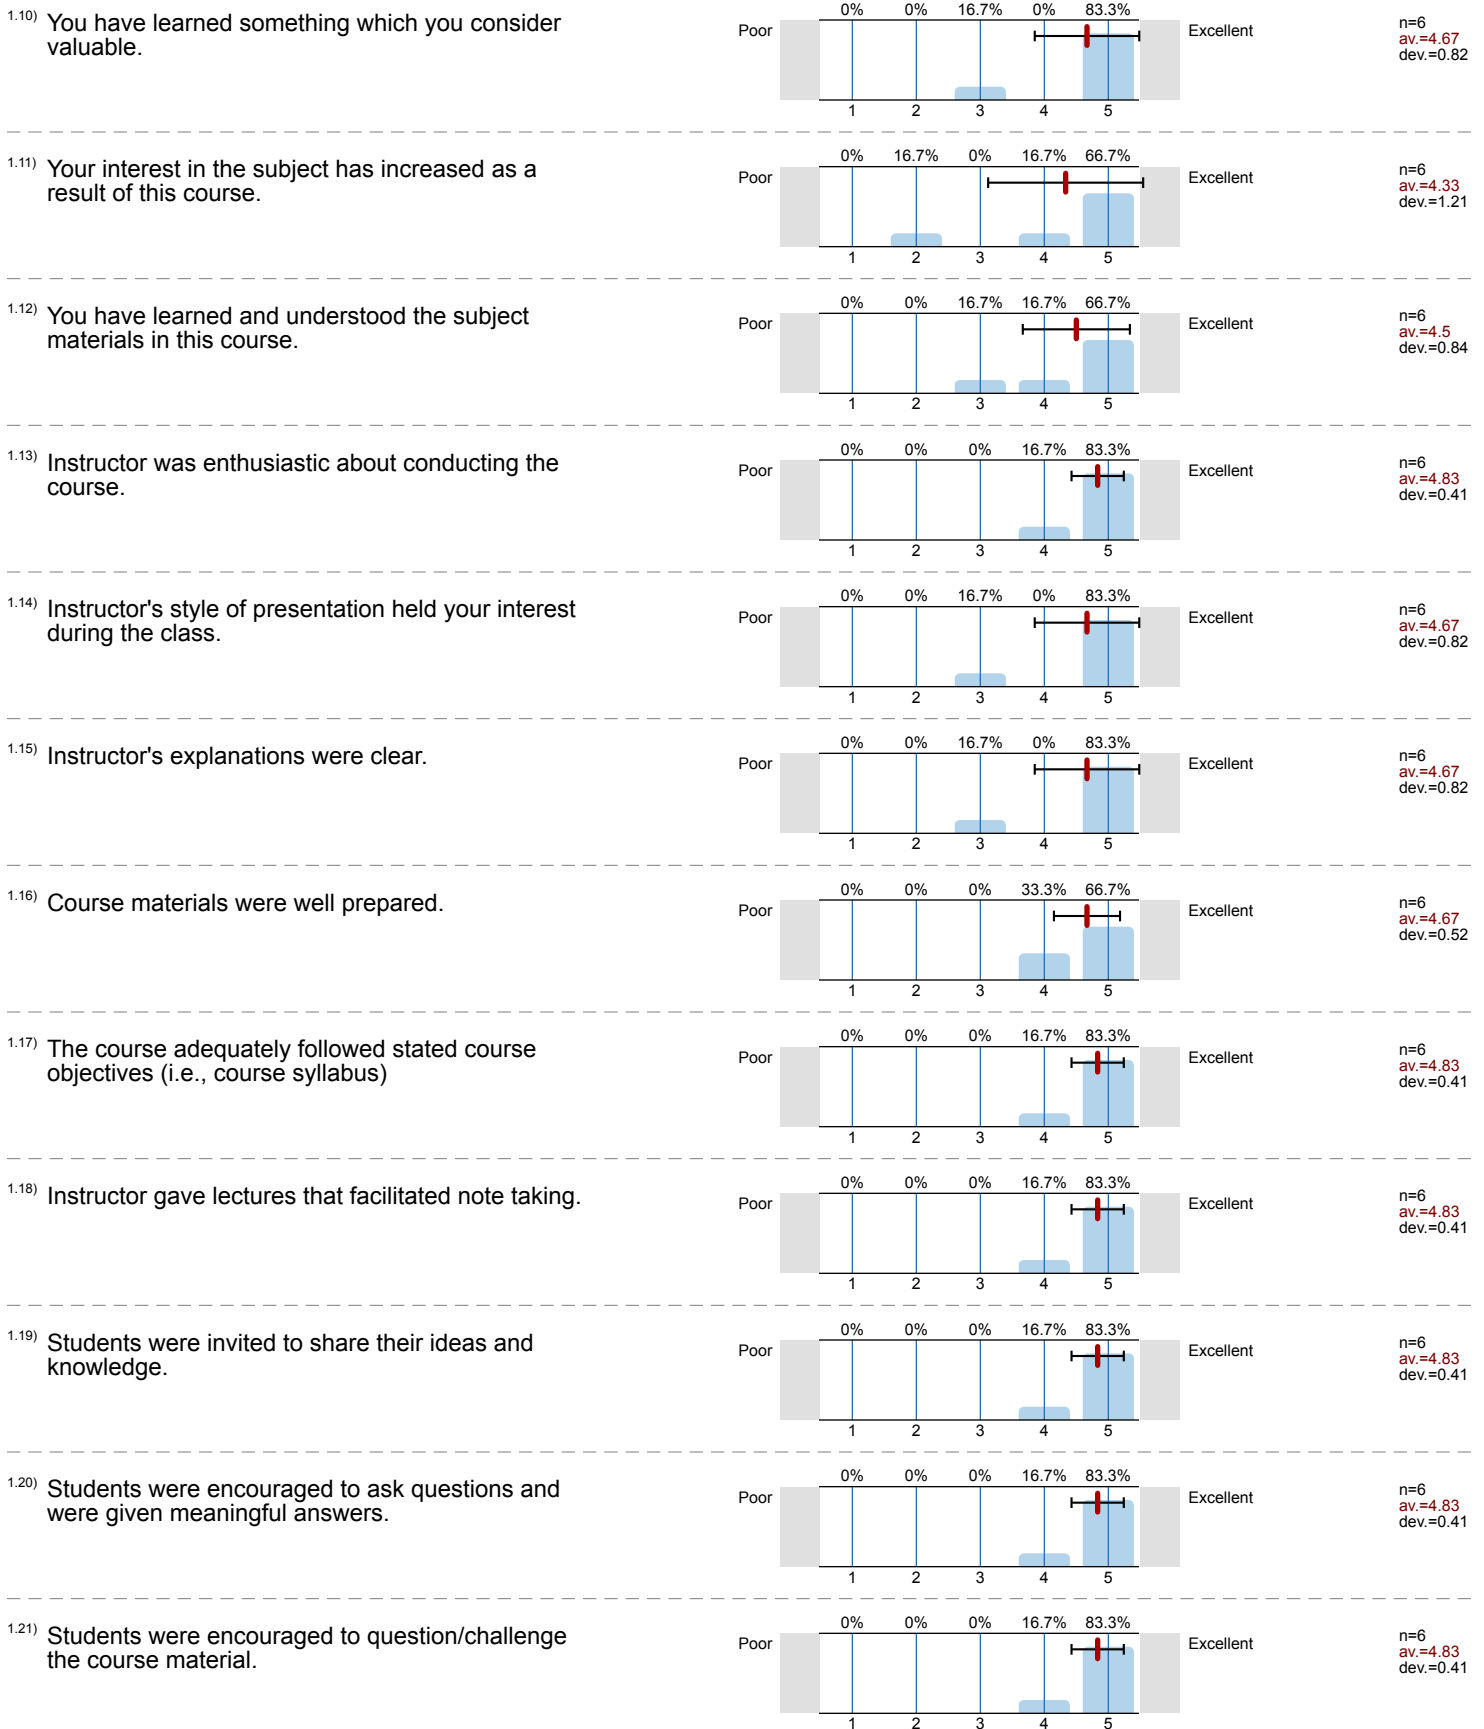 1.10) You have learned something which you consider
valuable.
0% 0% 16.7% 0% 83.3%
Poor Excellent
n=6
av.=4.67
dev.=0.82
1 2 3 4 5
1.11) Your interest in the subject has increased as a
result of this course.
0% 16.7% 0% 16.7% 66.7%
Poor Excellent
n=6
av.=4.33
dev.=1.21
1 2 3 4 5
1.12) You have learned and understood the subject
materials in this course.
0% 0% 16.7% 16.7% 66.7%
Poor Excellent
n=6
av.=4.5
dev.=0.84
1 2 3 4 5
1.13) Instructor was enthusiastic about conducting the
course.
0% 0% 0% 16.7% 83.3%
Poor Excellent
n=6
av.=4.83
dev.=0.41
1 2 3 4 5
1.14) Instructor's style of presentation held your interest
during the class.
0% 0% 16.7% 0% 83.3%
Poor Excellent
n=6
av.=4.67
dev.=0.82
1 2 3 4 5
1.15) Instructor's explanations were clear.
0% 0% 16.7% 0% 83.3%
Poor Excellent
n=6
av.=4.67
dev.=0.82
1 2 3 4 5
1.16) Course materials were well prepared.
0% 0% 0% 33.3% 66.7%
Poor Excellent
n=6
av.=4.67
dev.=0.52
1 2 3 4 5
1.17) The course adequately followed stated course
objectives (i.e., course syllabus)
0% 0% 0% 16.7% 83.3%
Poor Excellent
n=6
av.=4.83
dev.=0.41
1 2 3 4 5
1.18) Instructor gave lectures that facilitated note taking.
0% 0% 0% 16.7% 83.3%
Poor Excellent
n=6
av.=4.83
dev.=0.41
1 2 3 4 5
1.19) Students were invited to share their ideas and
knowledge.
0% 0% 0% 16.7% 83.3%
Poor Excellent
n=6
av.=4.83
dev.=0.41
1 2 3 4 5
1.20) Students were encouraged to ask questions and
were given meaningful answers.
0% 0% 0% 16.7% 83.3%
Poor Excellent
n=6
av.=4.83
dev.=0.41
1 2 3 4 5
1.21) Students were encouraged to question/challenge
the course material.
0% 0% 0% 16.7% 83.3%
Poor Excellent
n=6
av.=4.83
dev.=0.41
1 2 3 4 5